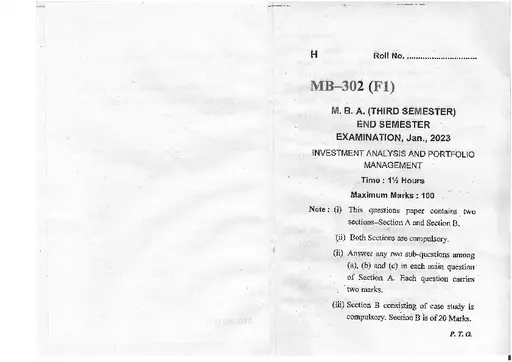 H Roll No. ..............................
MB–302 (F1)
M. B. A. (THIRD SEMESTER)
END SEMESTER
EXAMINATION, Jan., 2023
INVESTMENT ANALYSIS AND PORTFOLIO
MANAGEMENT
Time : 1½ Hours
Maximum Marks : 100
Note : (i) This questions paper contains two
sections–Section A and Section B.
(ii) Both Sections are compulsory.
(ii) Answer any two sub-questions among
(a), (b) and (c) in each main question
of Section A. Each question carries
two marks.
(iii) Section B consisting of case study is
compulsory. Section B is of 20 Marks.
P. T. O.